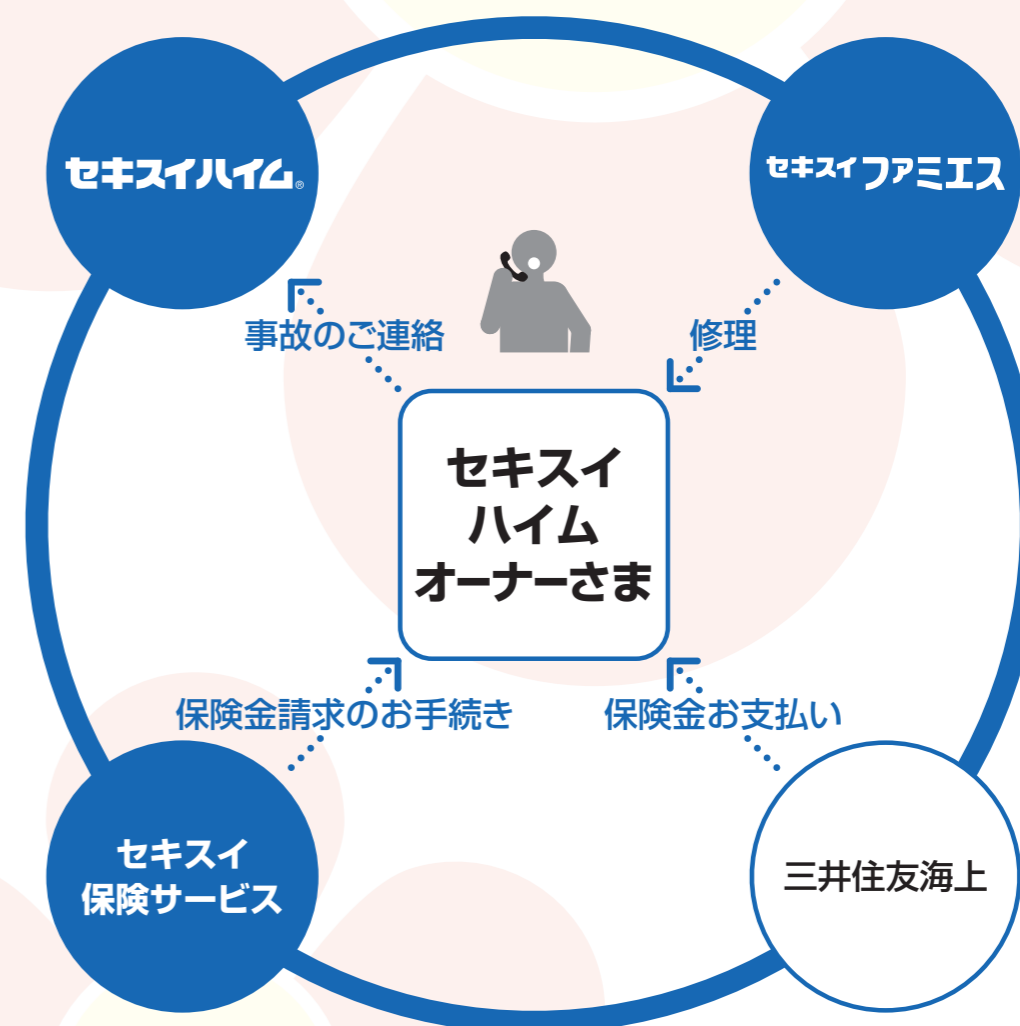 セキスイハイム®
セキスイファミエス
事故のご連絡
修理
セキスイ
ハイム
オーナーさま
保険金請求のお手続き
保険金お支払い
セキスイ
保険サービス
三井住友海上